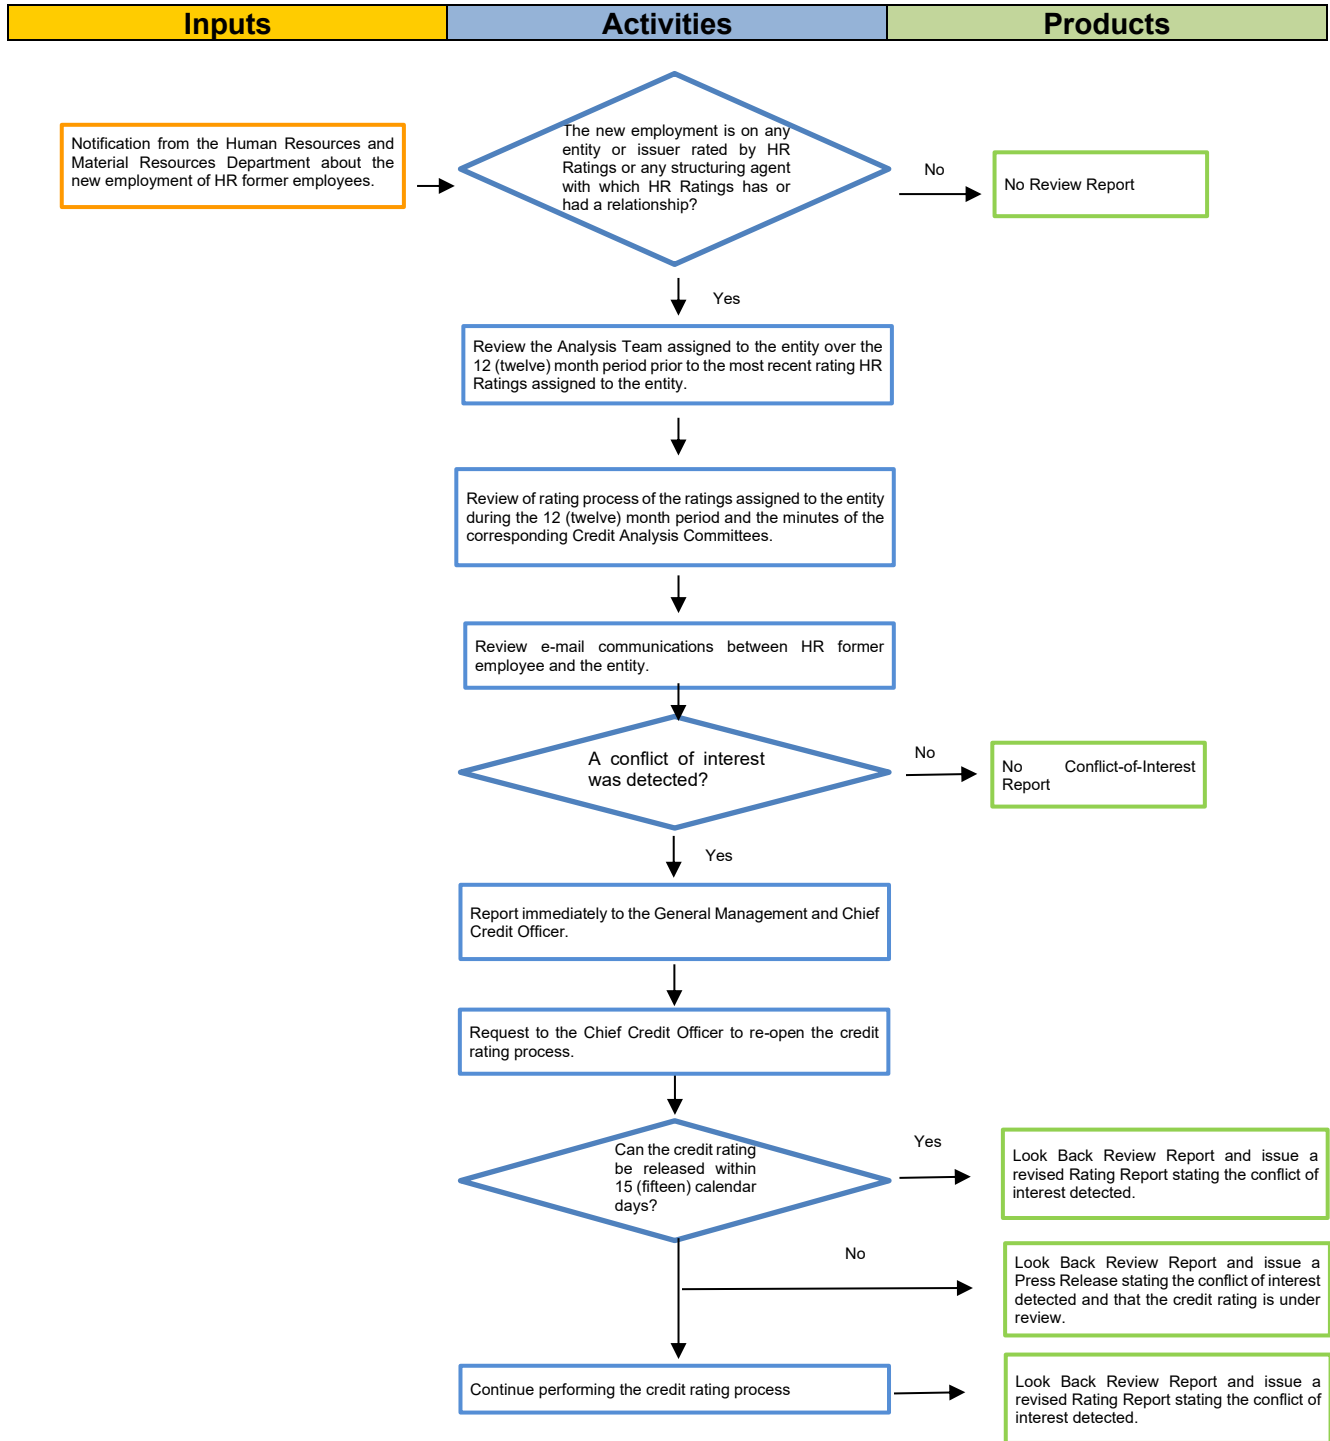 Inputs
Activities
Products
Notification from the Human Resources and
Material Resources Department about the
new employment of HR former employees.
The new employment is on any
entity or issuer rated by HR
Ratings or any structuring agent
with which HR Ratings has or
had a relationship?
No
No Review Report
Yes
Review the Analysis Team assigned to the entity over the
12 (twelve) month period prior to the most recent rating HR
Ratings assigned to the entity.
Review of rating process of the ratings assigned to the entity
during the 12 (twelve) month period and the minutes of the
corresponding Credit Analysis Committees.
Review e-mail communications between HR former
employee and the entity.
A conflict of interest
was detected?
No
No Conflict-of-Interest
Report
Yes
Report immediately to the General Management and Chief
Credit Officer.
Request to the Chief Credit Officer to re-open the credit
rating process.
Can the credit rating
be released within
15 (fifteen) calendar
days?
Yes
Look Back Review Report and issue a
revised Rating Report stating the conflict of
interest detected.
No
Look Back Review Report and issue a
Press Release stating the conflict of interest
detected and that the credit rating is under
review.
Continue performing the credit rating process
Look Back Review Report and issue a
revised Rating Report stating the conflict of
interest detected.